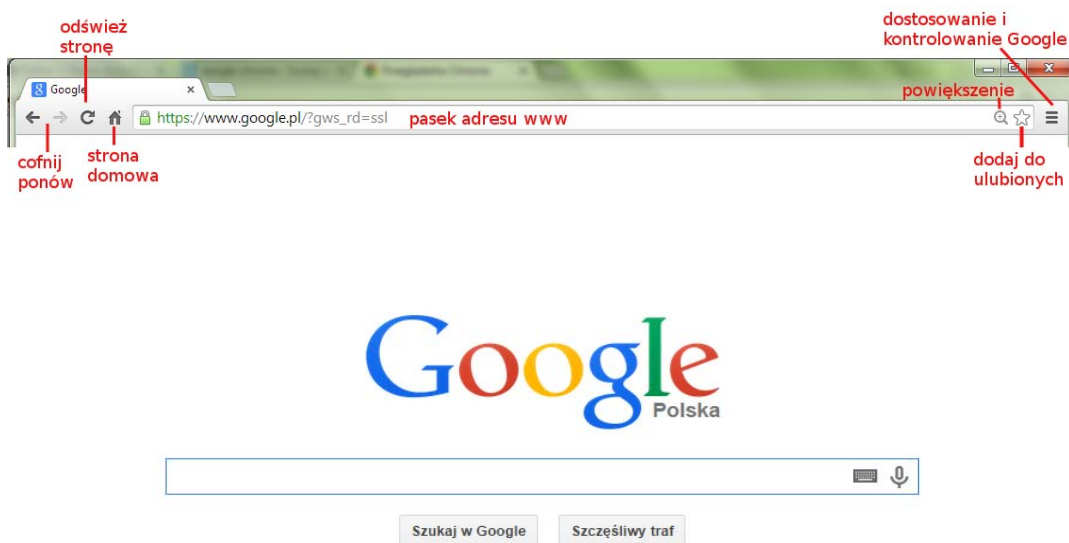 odśwież
stronę
dostosowanie i
kontrolowanie Google
Google
powiększenie
https://www.google.pl/?gws_rd=ssl
pasek adresu www
cofnij
ponów
strona
domowa
dodaj do
ulubionych
Google
Polska
Szukaj w Google
Szczęśliwy traf